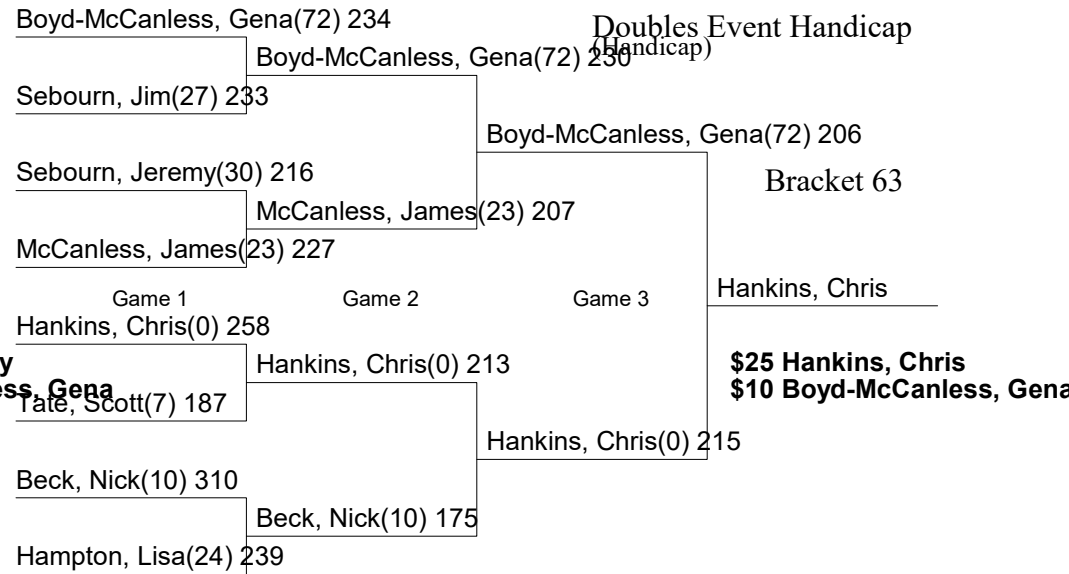 Boyd-McCanless, Gena(72) 234
Doubles Event Handicap
(Handicap)
Boyd-McCanless, Gena(72) 230
Sebourn, Jim(27) 233
Boyd-McCanless, Gena(72) 206
Sebourn, Jeremy(30) 216
Bracket 63
McCanless, James(23) 207
McCanless, James(23) 227
Game 1
Game 2
Game 3
Hankins, Chris
Hankins, Chris(0) 258
y
Hankins, Chris(0) 213
$25 Hankins, Chris
ess, Gena
$10 Boyd-McCanless, Gena
Tate, Scott(7) 187
Hankins, Chris(0) 215
Beck, Nick(10) 310
Beck, Nick(10) 175
Hampton, Lisa(24) 239